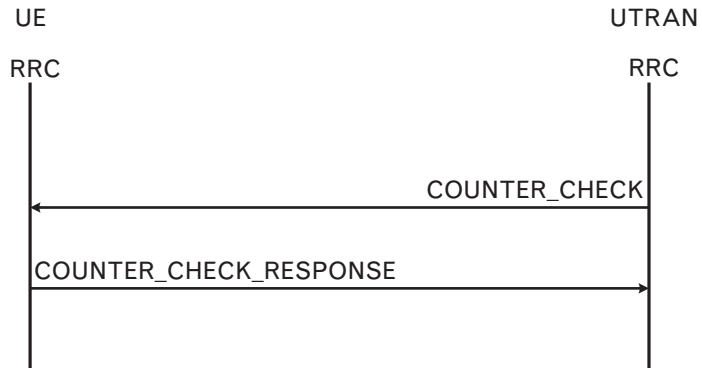 UE UTRAN
RRC RRC
COUNTER_CHECK
COUNTER_CHECK_RESPONSE